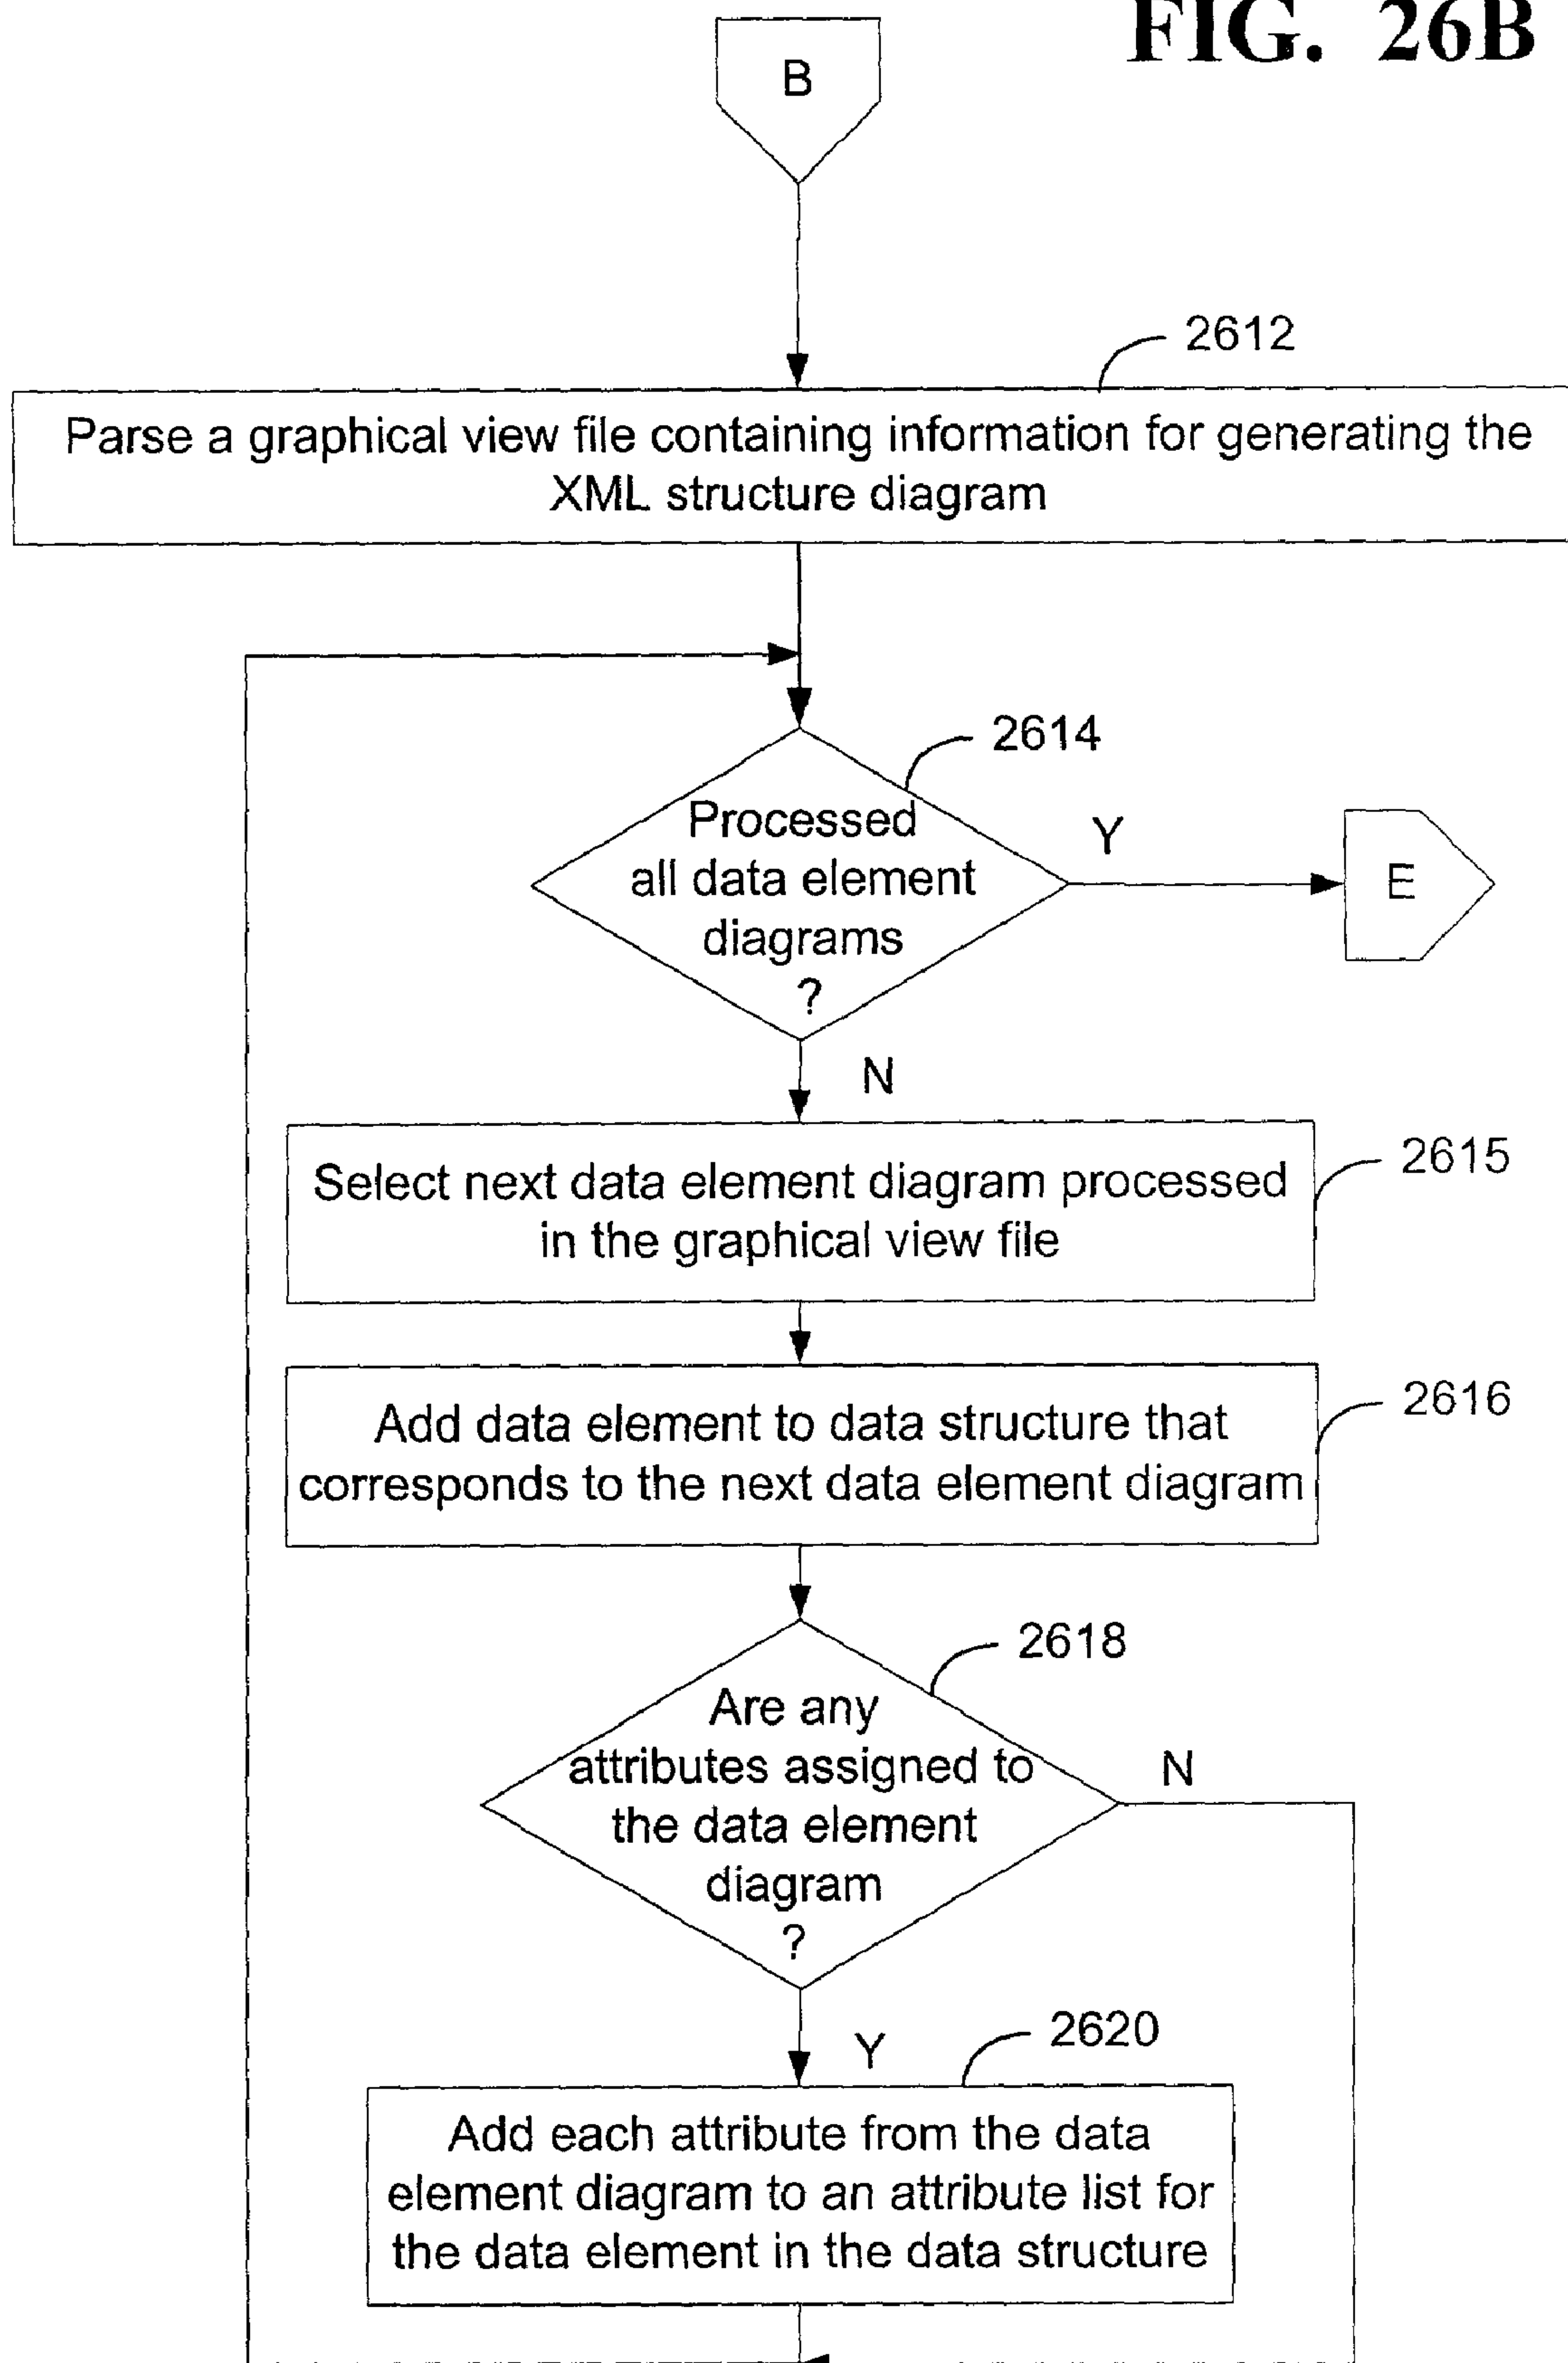 FIG. 26B
B
2612
Parse a graphical view file containing information for generating the
XML structure diagram
2614
Processed
all data element
diagrams
?
Y
E
N
2615
Select next data element diagram processed
in the graphical view file
2616
Add data element to data structure that
corresponds to the next data element diagram
2618
Are any
attributes assigned to
the data element
diagram
?
N
Y
2620
Add each attribute from the data
element diagram to an attribute list for
the data element in the data structure